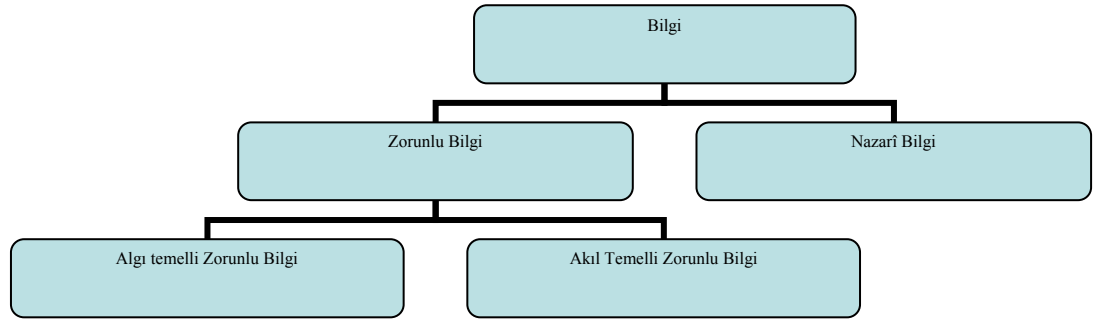 Bilgi
Zorunlu Bilgi
Nazarî Bilgi
Algı temelli Zorunlu Bilgi
Akıl Temelli Zorunlu Bilgi